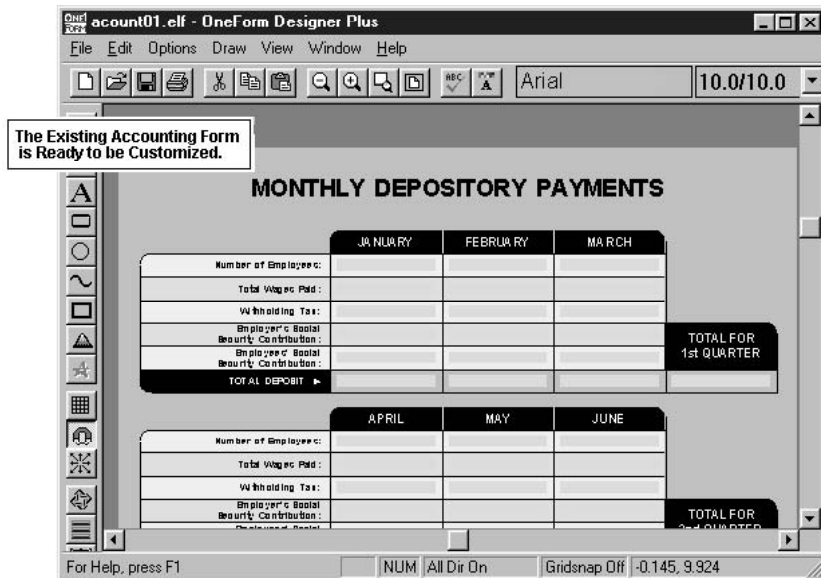 ONE FORM
acount01.elf - OneForm Designer Plus
File Edit Options Draw View Window Help
ABC
A
Arial
10.0/10.0
The Existing Accounting Form
is Ready to be Customized.
A
MONTHLY DEPOSITORY PAYMENTS
JANUARY FEBRUARY MARCH
Number of Employees:
Total Wages Paid:
Withholding Tax:
Employer's Social
Security Contribution:
Employees' Social
Security Contribution:
TOTAL FOR
1st QUARTER
TOTAL DEPOSIT ►
APRIL MAY JUNE
Number of Employees:
Total Wages Paid:
Withholding Tax:
Employer's Social
Security Contribution:
TOTAL FOR
For Help, press F1
NUM
All Dir On
Gridsnap Off
-0.145, 9.924